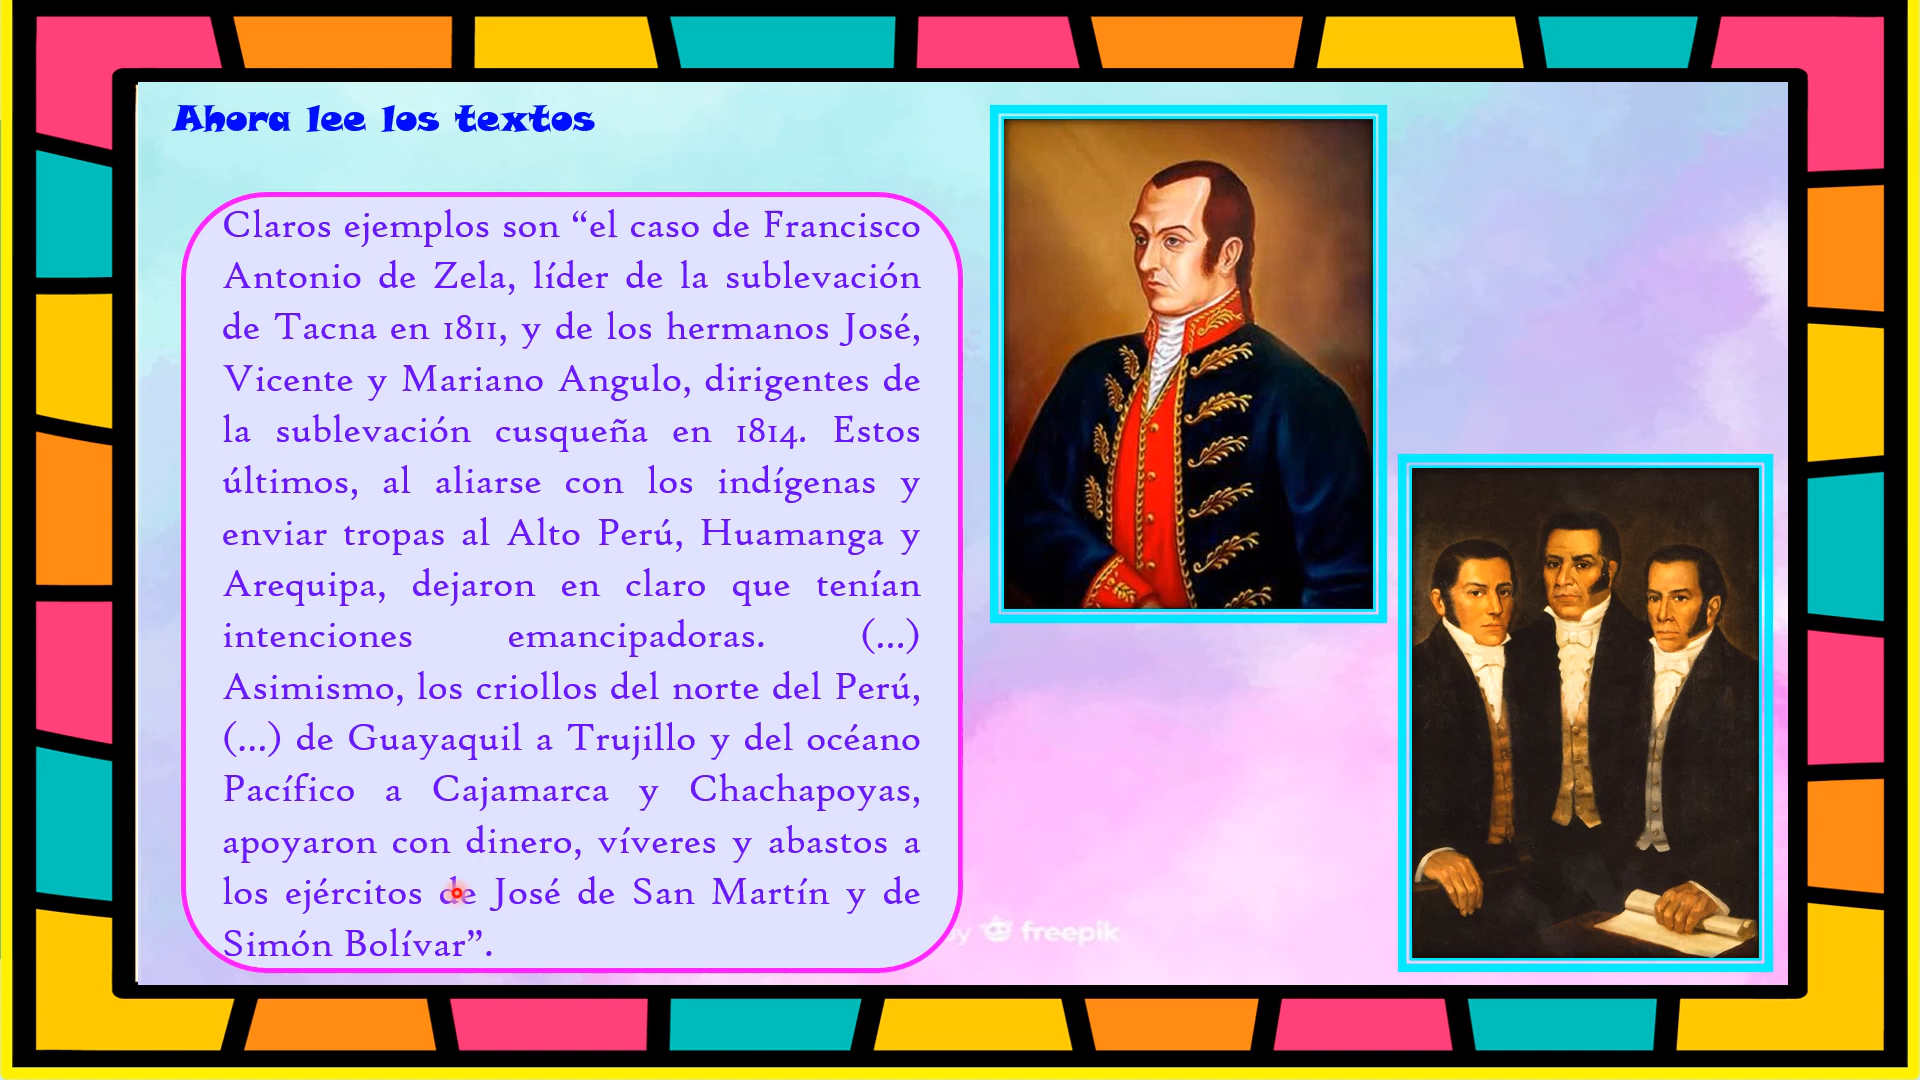 Ahora lee los textos
Claros ejemplos son “el caso de Francisco
Antonio de Zela, líder de la sublevación
de Tacna en 1811, y de los hermanos José,
Vicente y Mariano Angulo, dirigentes de
la sublevación cusqueña en 1814. Estos
últimos, al aliarse con los indígenas y
enviar tropas al Alto Perú, Huamanga y
Arequipa, dejaron en claro que tenían
intenciones emancipadoras. (...)
Asimismo, los criollos del norte del Perú,
(...) de Guayaquil a Trujillo y del océano
Pacífico a Cajamarca y Chachapoyas,
apoyaron con dinero, víveres y abastos a
los ejércitos de José de San Martín y de
Simón Bolívar”.
by freepik